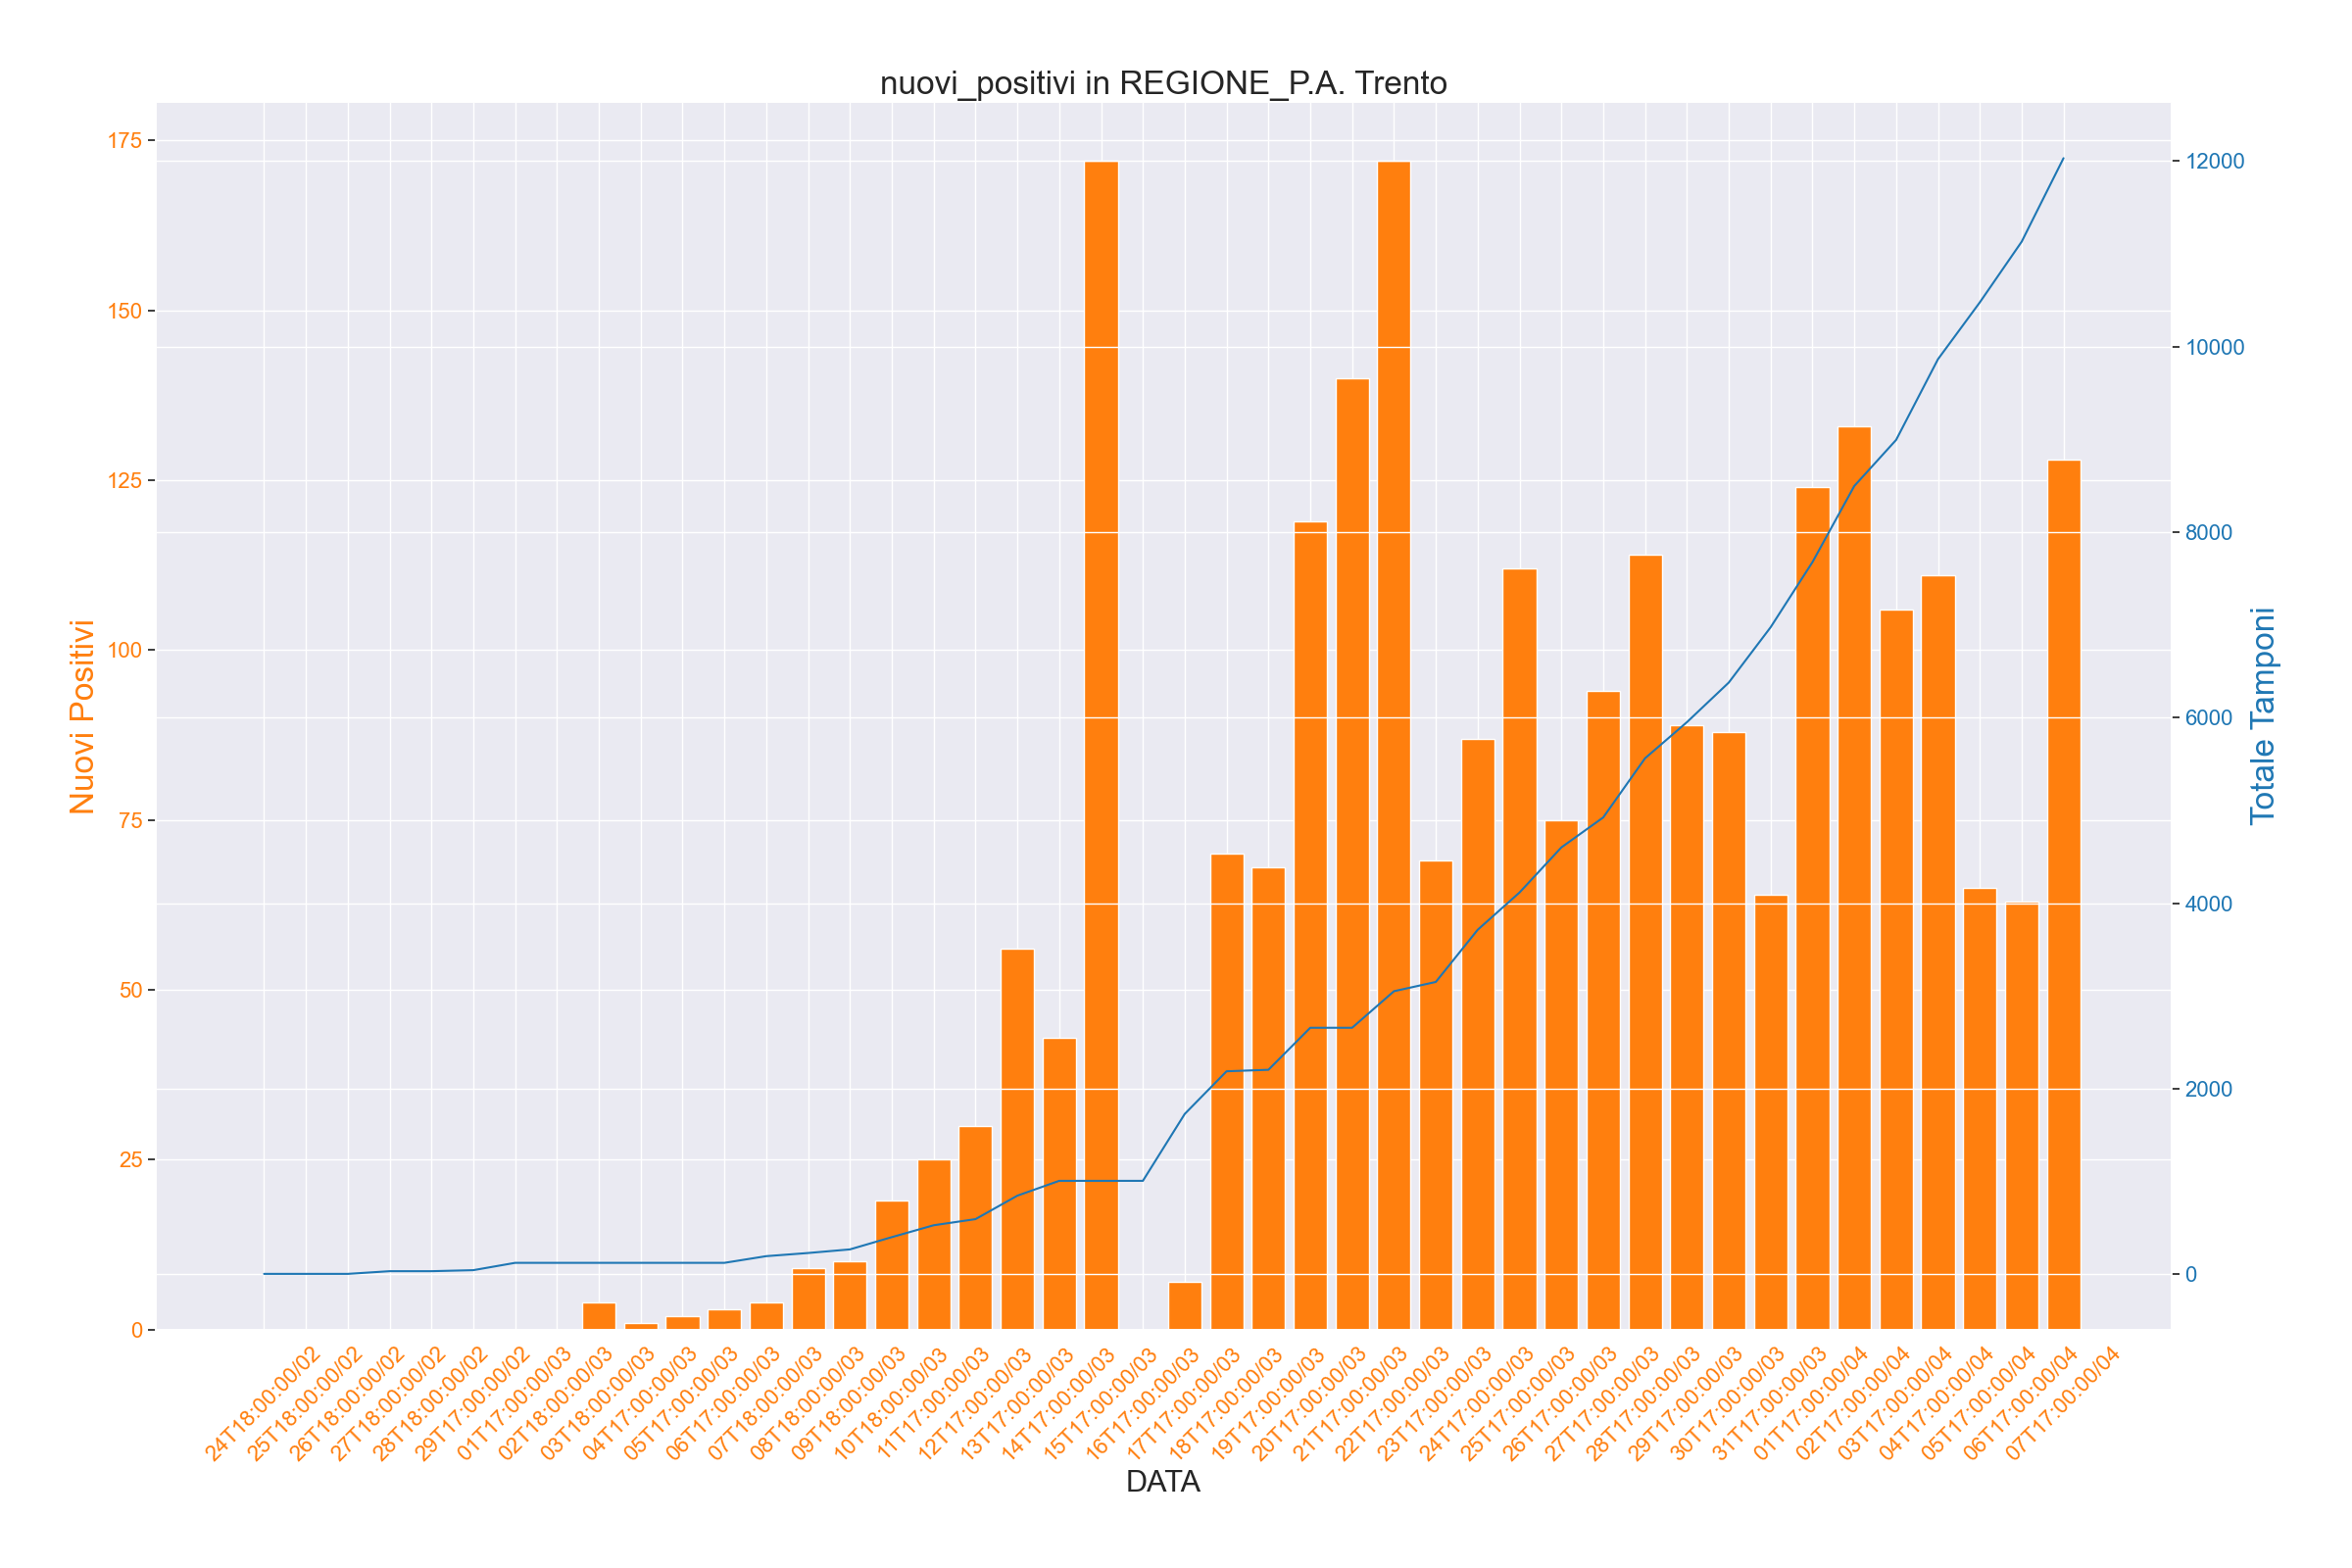 nuovi_positivi in REGIONE_P.A. Trento
175
150
125
100
75
50
25
0
Nuovi Positivi
12000
10000
8000
6000
4000
2000
0
Totale Tamponi
24T18:00:00/02
25T18:00:00/02
26T18:00:00/02
27T18:00:00/02
28T18:00:00/02
29T17:00:00/02
01T17:00:00/03
02T18:00:00/03
03T18:00:00/03
04T17:00:00/03
05T17:00:00/03
06T17:00:00/03
07T18:00:00/03
08T18:00:00/03
09T18:00:00/03
10T18:00:00/03
11T17:00:00/03
12T17:00:00/03
13T17:00:00/03
14T17:00:00/03
15T17:00:00/03
16T17:00:00/03
17T17:00:00/03
18T17:00:00/03
19T17:00:00/03
20T17:00:00/03
21T17:00:00/03
22T17:00:00/03
23T17:00:00/03
24T17:00:00/03
25T17:00:00/03
26T17:00:00/03
27T17:00:00/03
28T17:00:00/03
29T17:00:00/03
30T17:00:00/03
31T17:00:00/03
01T17:00:00/04
02T17:00:00/04
03T17:00:00/04
04T17:00:00/04
05T17:00:00/04
06T17:00:00/04
07T17:00:00/04
DATA